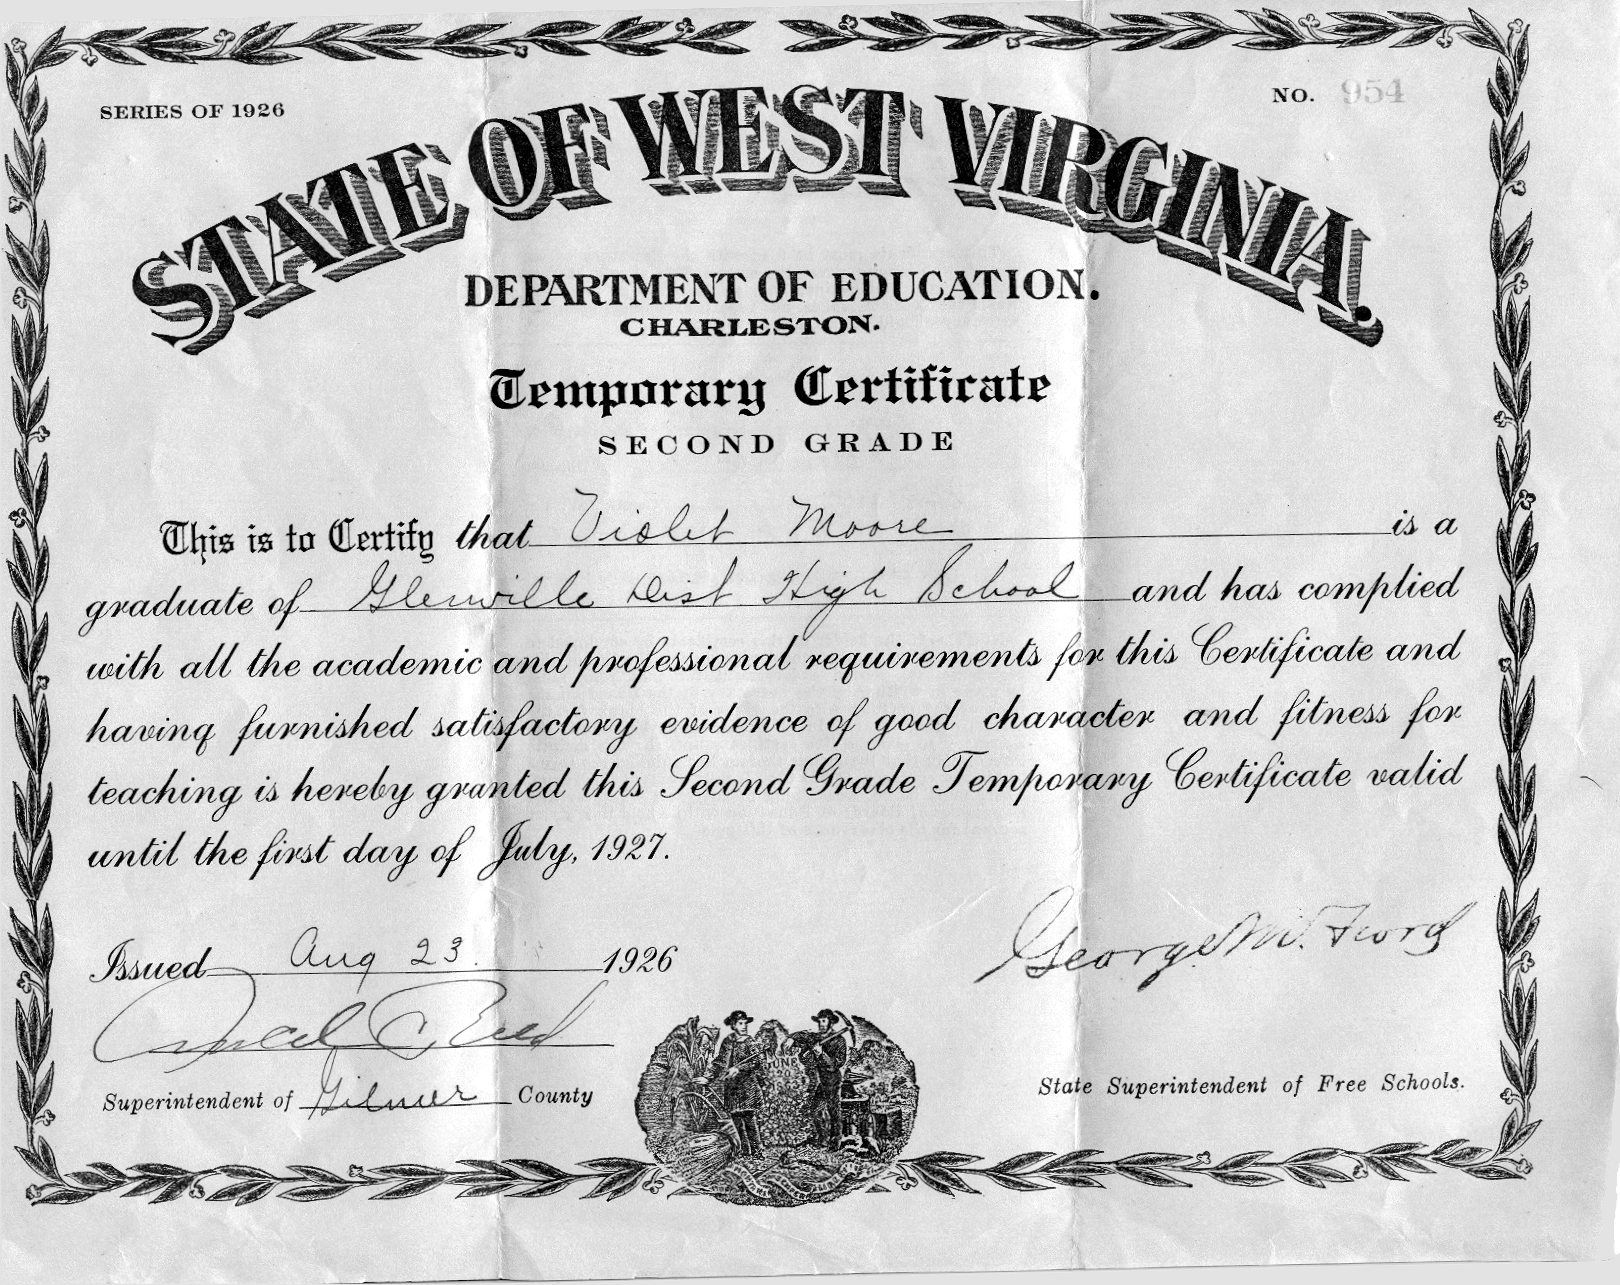 SERIES OF 1926
NO. 954
STATE OF WEST VIRGINIA.
DEPARTMENT OF EDUCATION.
CHARLESTON.
Temporary Certificate
SECOND GRADE
This is to Certify that Violet Moore is a
graduate of Glenville Dist High School and has complied
with all the academic and professional requirements for this Certificate and
having furnished satisfactory evidence of good character and fitness for
teaching is hereby granted this Second Grade Temporary Certificate valid
until the first day of July, 1927.
Issued Aug 23. 1926
George M. Ford
C. Reed
Superintendent of Gilmer County
State Superintendent of Free Schools.